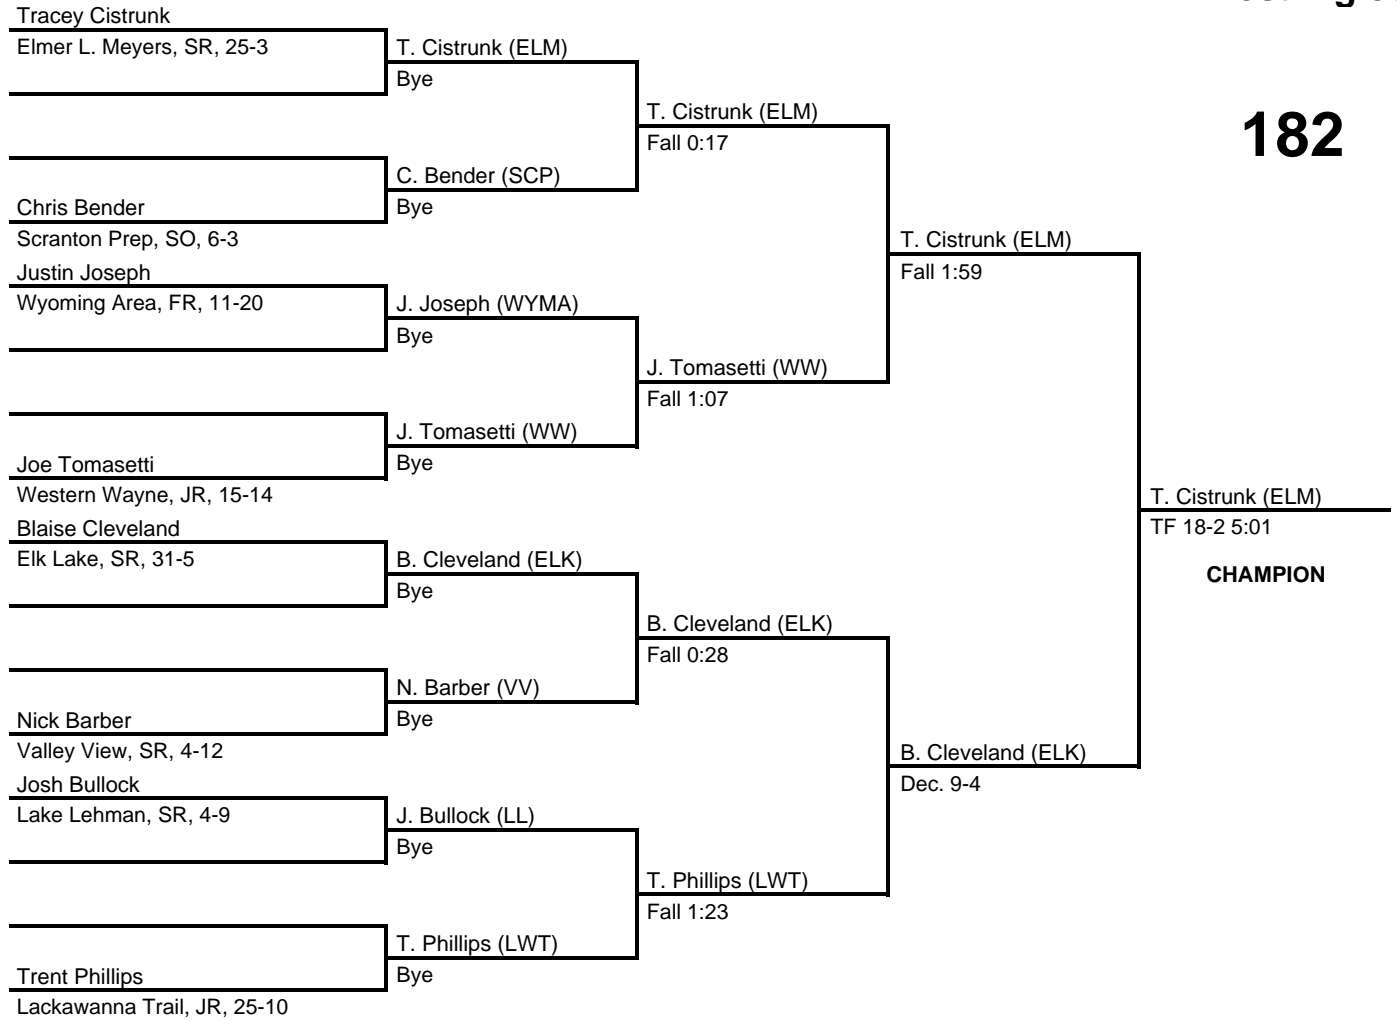 182
Tracey Cistrunk
Elmer L. Meyers, SR, 25-3
Chris Bender
Scranton Prep, SO, 6-3
Justin Joseph
Wyoming Area, FR, 11-20
Joe Tomasetti
Western Wayne, JR, 15-14
Blaise Cleveland
Elk Lake, SR, 31-5
Nick Barber
Valley View, SR, 4-12
Josh Bullock
Lake Lehman, SR, 4-9
Trent Phillips
Lackawanna Trail, JR, 25-10
T. Cistrunk (ELM)
Bye
C. Bender (SCP)
Bye
J. Joseph (WYMA)
Bye
J. Tomasetti (WW)
Bye
B. Cleveland (ELK)
Bye
N. Barber (VV)
Bye
J. Bullock (LL)
Bye
T. Phillips (LWT)
Bye
T. Cistrunk (ELM)
Fall 0:17
J. Tomasetti (WW)
Fall 1:07
B. Cleveland (ELK)
Fall 0:28
T. Phillips (LWT)
Fall 1:23
T. Cistrunk (ELM)
Fall 1:59
B. Cleveland (ELK)
Dec. 9-4
T. Cistrunk (ELM)
TF 18-2 5:01
CHAMPION